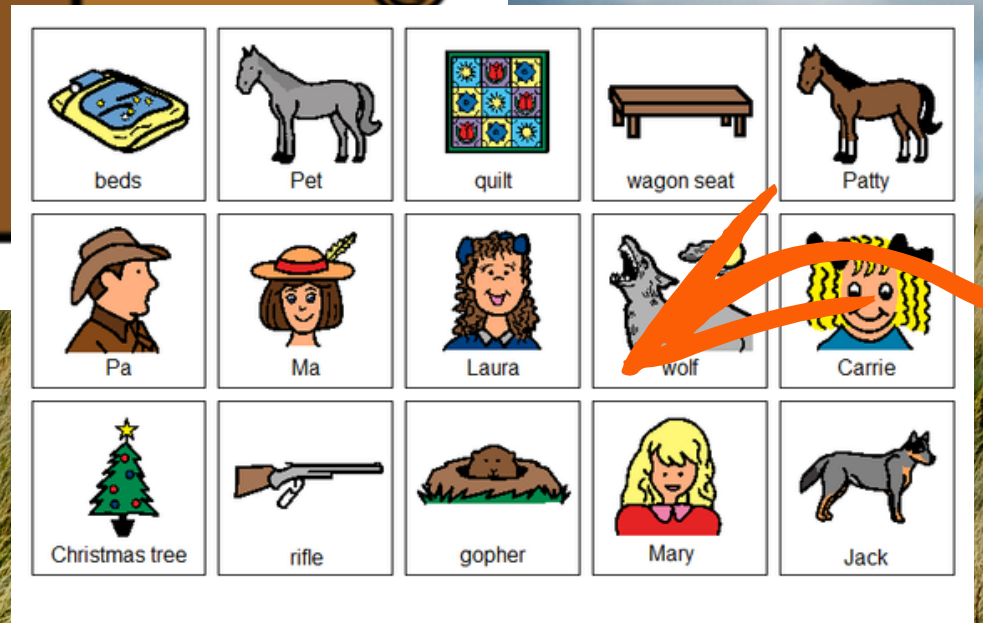 beds
Pet
quilt
wagon seat
Patty
Pa
Ma
Laura
wolf
Carrie
Christmas tree
rifle
gopher
Mary
Jack